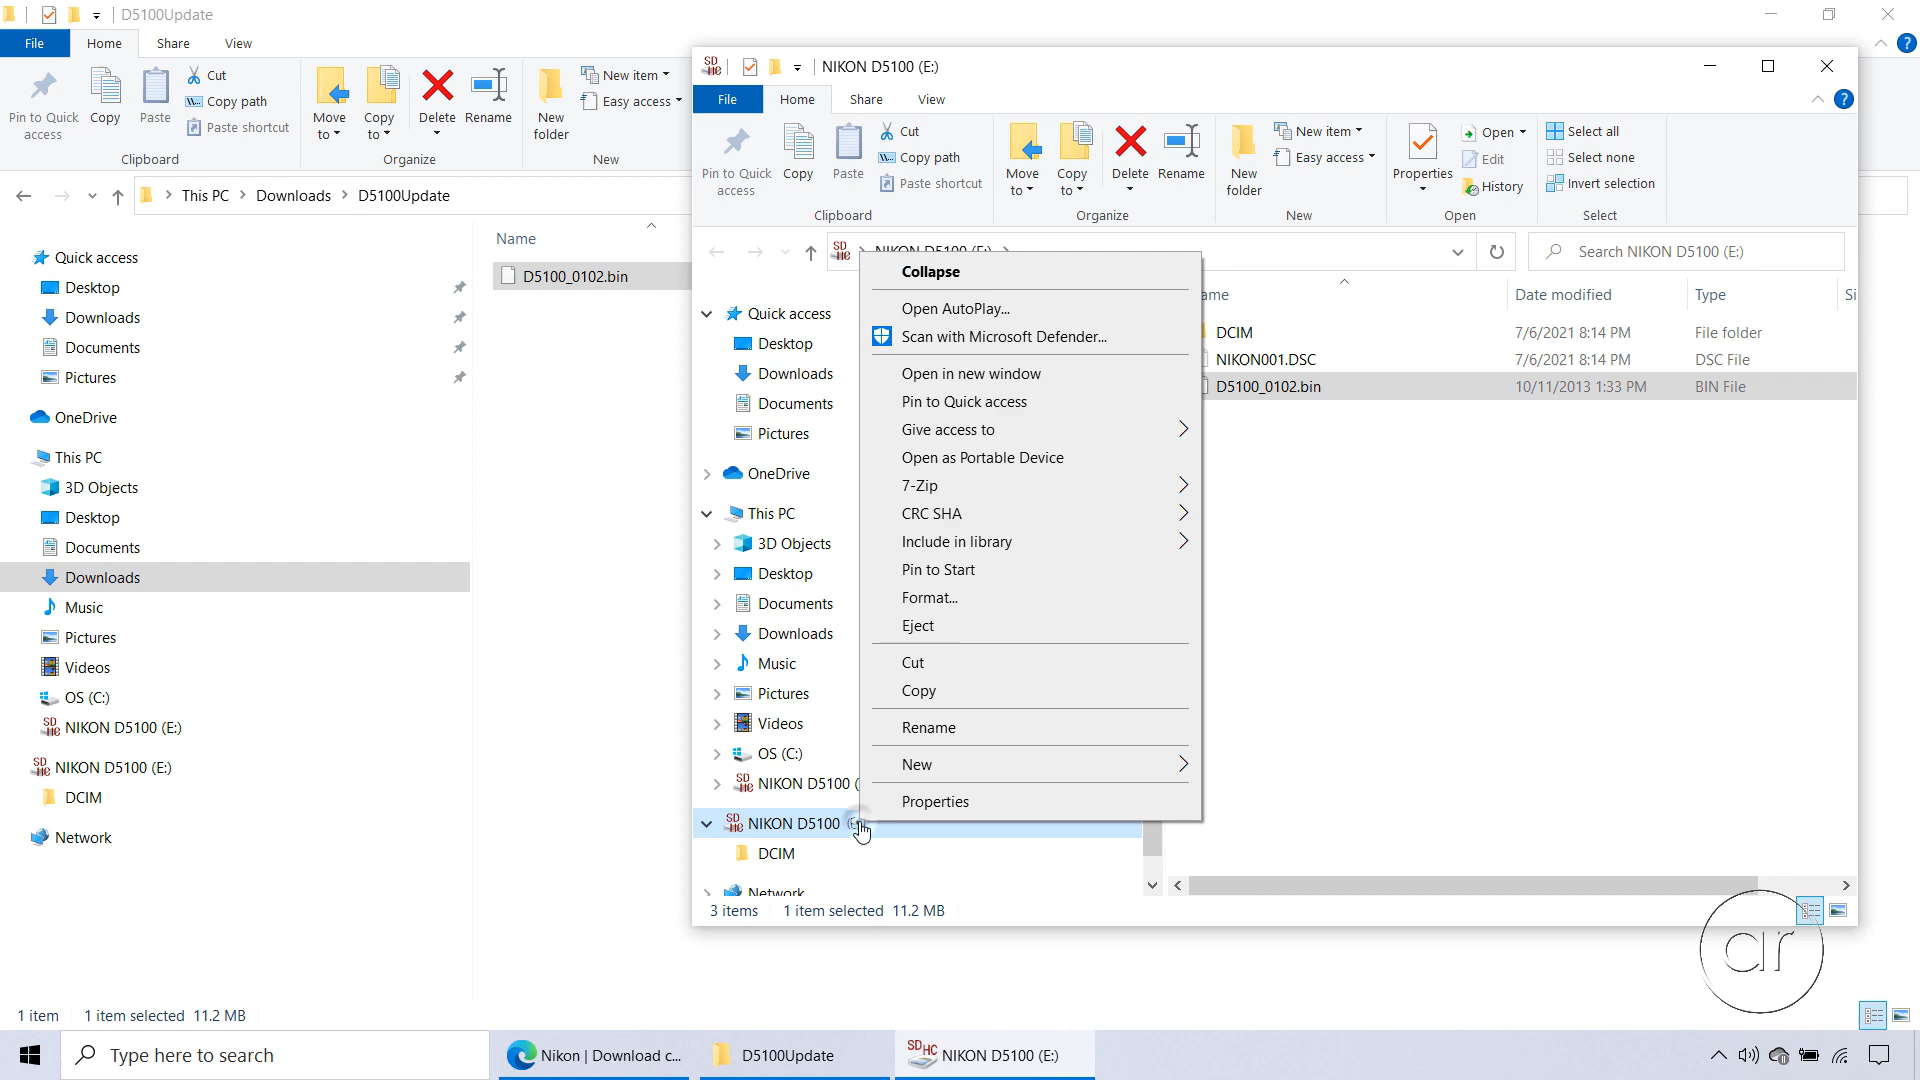 D5100Update
File
Home
Share
View
Pin to Quick access
Copy
Paste
Cut
Copy path
Paste shortcut
Clipboard
Move to
Copy to
Delete
Rename
Organize
New folder
New item
Easy access
New
This PC
Downloads
D5100Update
Name
D5100_0102.bin
Quick access
Desktop
Downloads
Documents
Pictures
OneDrive
This PC
3D Objects
Desktop
Documents
Downloads
Music
Pictures
Videos
OS (C:)
NIKON D5100 (E:)
NIKON D5100 (E:)
DCIM
Network
1 item
1 item selected 11.2 MB
NIKON D5100 (E:)
File
Home
Share
View
Pin to Quick access
Copy
Paste
Cut
Copy path
Paste shortcut
Clipboard
Move to
Copy to
Delete
Rename
Organize
New folder
New item
Easy access
New
Properties
Open
Edit
History
Open
Select all
Select none
Invert selection
Select
NIKON D5100 (E:)
Search NIKON D5100 (E:)
Quick access
Desktop
Downloads
Documents
Pictures
OneDrive
This PC
3D Objects
Desktop
Documents
Downloads
Music
Pictures
Videos
OS (C:)
NIKON D5100 (
NIKON D5100
DCIM
Network
Collapse
Open AutoPlay...
Scan with Microsoft Defender...
Open in new window
Pin to Quick access
Give access to
Open as Portable Device
7-Zip
CRC SHA
Include in library
Pin to Start
Format...
Eject
Cut
Copy
Rename
New
Properties
ame
Date modified
Type
Si
DCIM
7/6/2021 8:14 PM
File folder
NIKON001.DSC
7/6/2021 8:14 PM
DSC File
D5100_0102.bin
10/11/2013 1:33 PM
BIN File
3 items
1 item selected 11.2 MB
ar
Type here to search
Nikon | Download c...
D5100Update
SDHC
NIKON D5100 (E:)